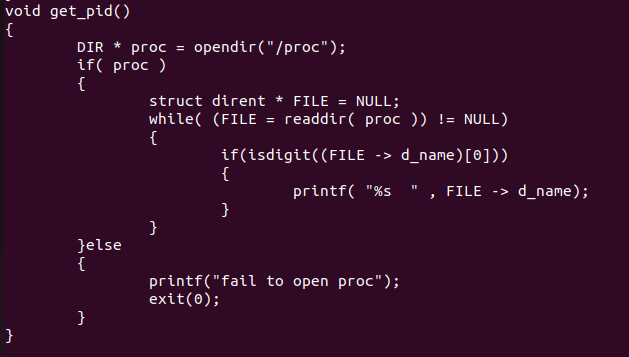 void get_pid()
{
        DIR * proc = opendir("/proc");
        if( proc )
        {
                struct dirent * FILE = NULL;
                while( (FILE = readdir( proc )) != NULL)
                {
                        if(isdigit((FILE -> d_name)[0]))
                        {
                                printf( "%s  " , FILE -> d_name);
                        }
                }
        }else
        {
                printf("fail to open proc");
                exit(0);
        }
}